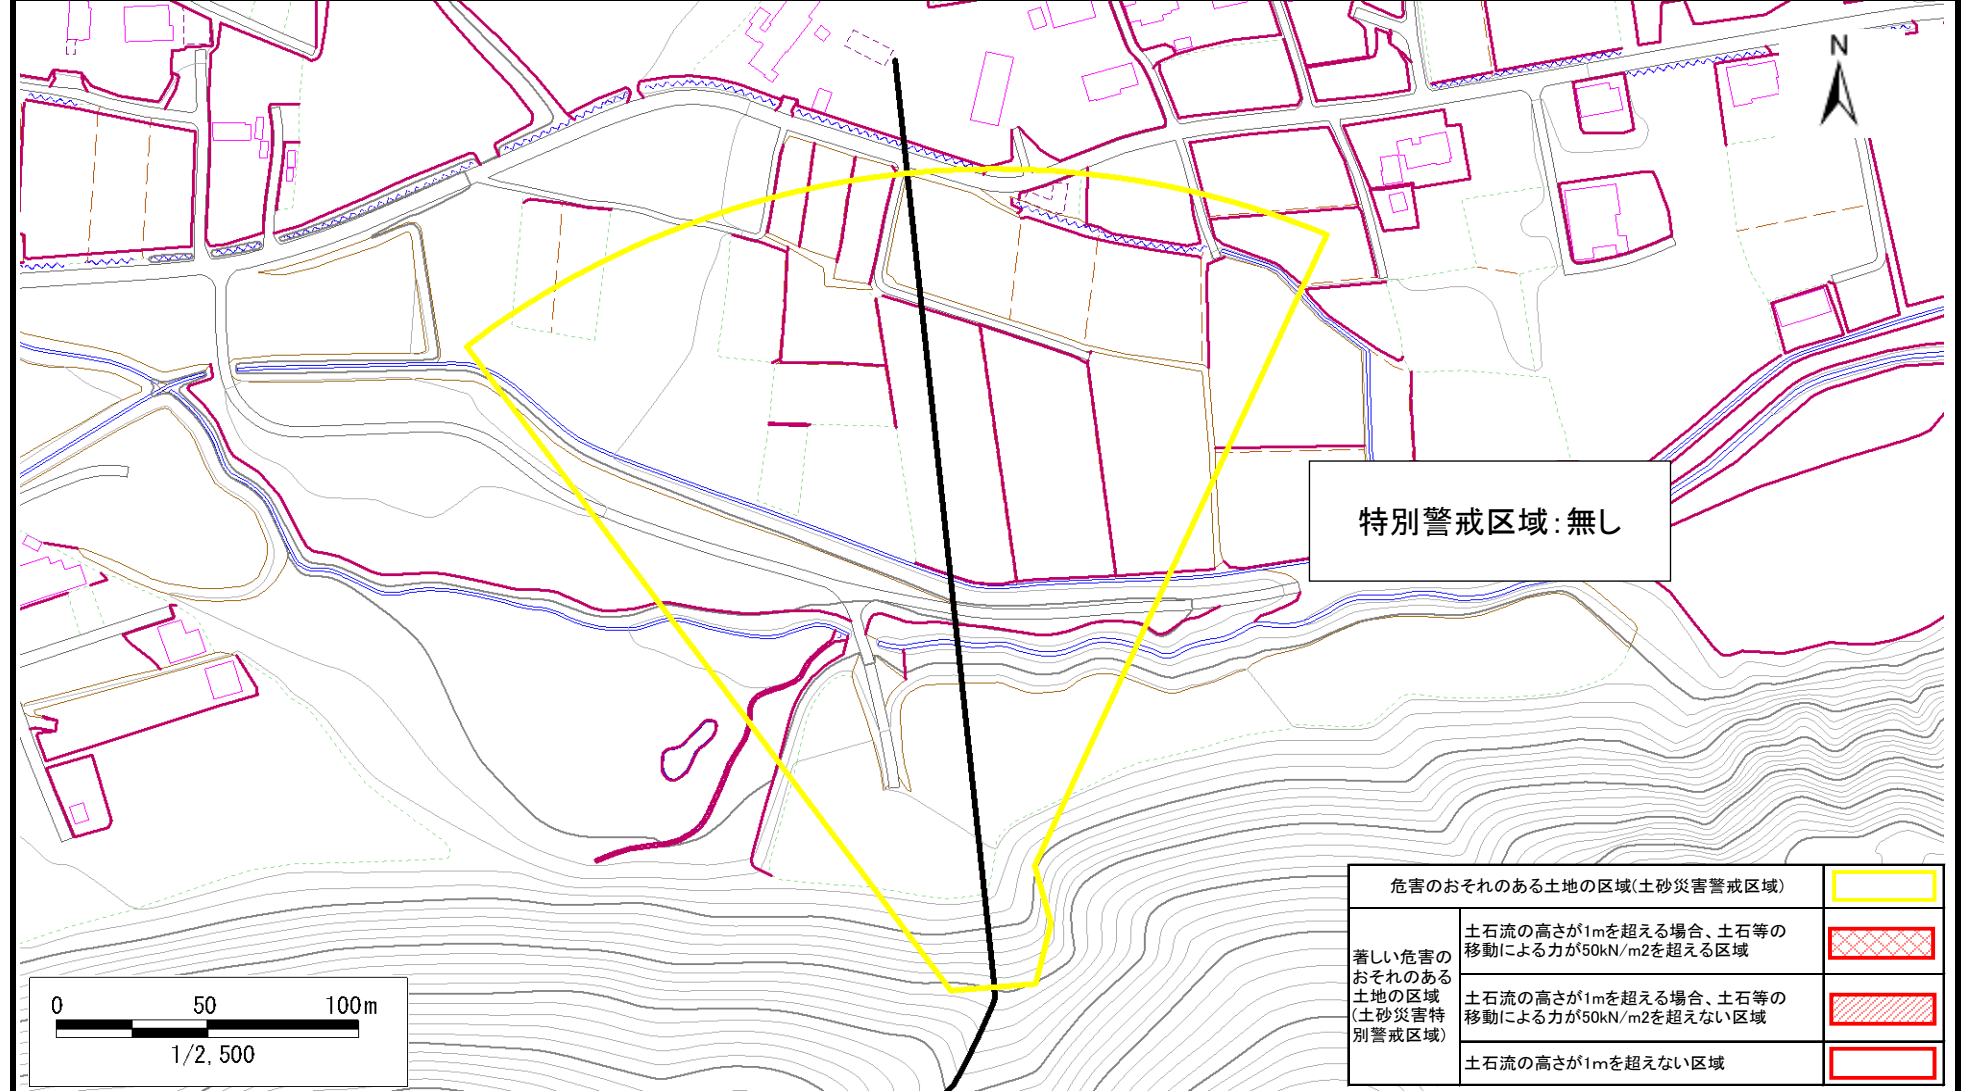 N
特別警戒区域：無し
危害のおそれのある土地の区域(土砂災害警戒区域)
著しい危害の
おそれのある
土地の区域
(土砂災害特
別警戒区域)
土石流の高さが1mを超える場合、土石等の
移動による力が50kN/m2を超える区域
土石流の高さが1mを超える場合、土石等の
移動による力が50kN/m2を超えない区域
土石流の高さが1mを超えない区域
0 50 100m
1/2,500